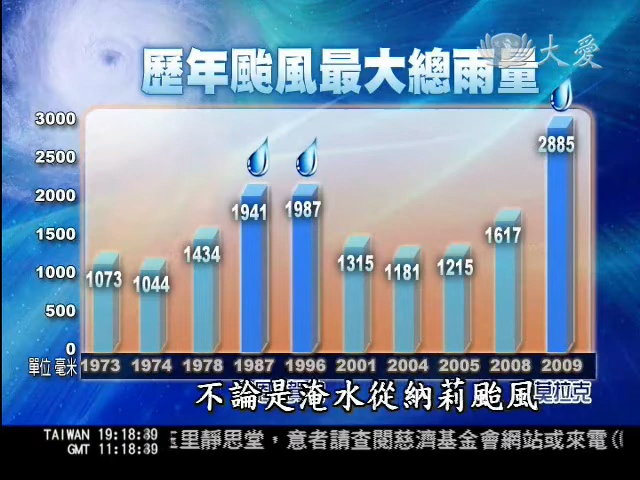 大愛
歷年颱風最大總雨量
3000
2500
2000
1500
1000
500
0
1073 1044 1434 1941 1987 1315 1181 1215 1617 2885
單位 毫米 1973 1974 1978 1987 1996 2001 2004 2005 2008 2009
莫拉克
不論是淹水從納莉颱風
TAIWAN 19:18:39
GMT 11:18:39
玉里靜思堂，意者請查閱慈濟基金會網站或來電